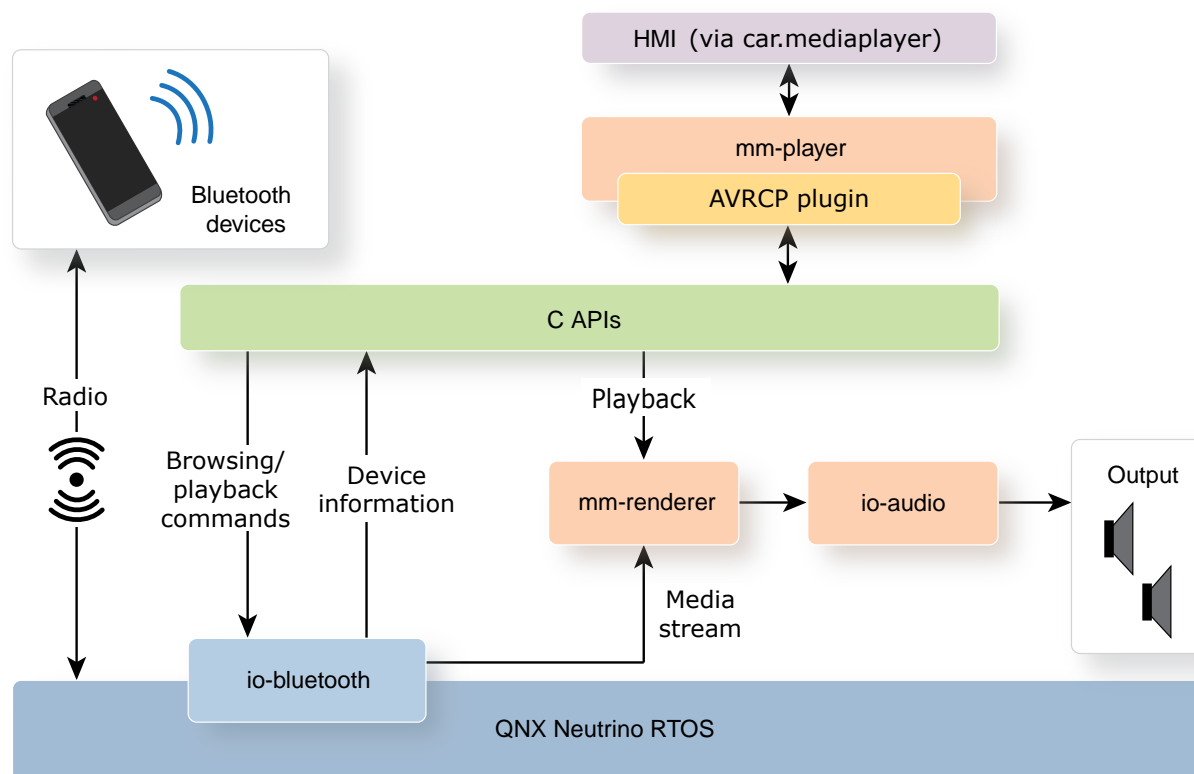 HMI (via car.mediaplayer)
mm-player
AVRCP plugin
Bluetooth
devices
C APIs
Radio
Browsing/
playback
commands
Device
information
Playback
mm-renderer
io-audio
Output
Media
stream
io-bluetooth
QNX Neutrino RTOS